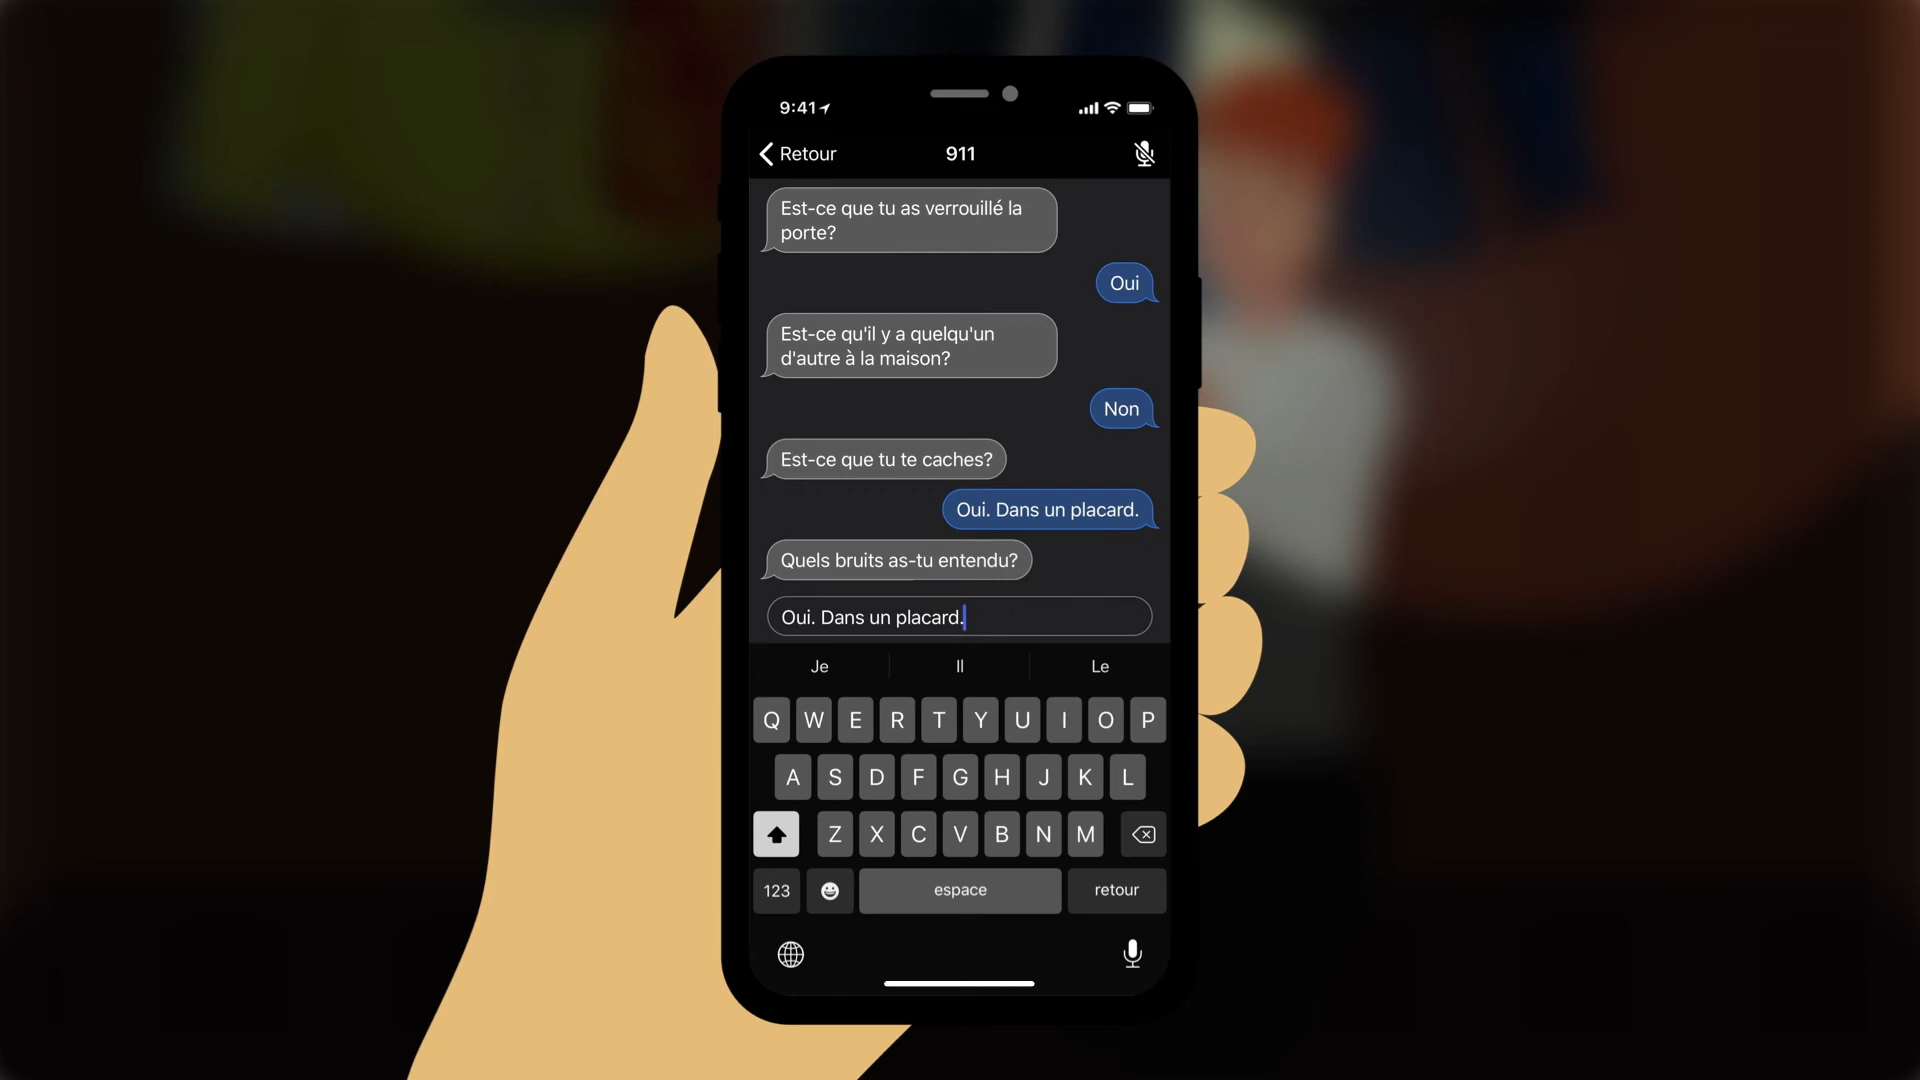 9:41
Retour
911
Est-ce que tu as verrouillé la
porte?
Oui
Est-ce qu'il y a quelqu'un
d'autre à la maison?
Non
Est-ce que tu te caches?
Oui. Dans un placard.
Quels bruits as-tu entendu?
Oui. Dans un placard.
Je Il Le
Q W E R T Y U I O P
A S D F G H J K L
Z X C V B N M
123 espace retour